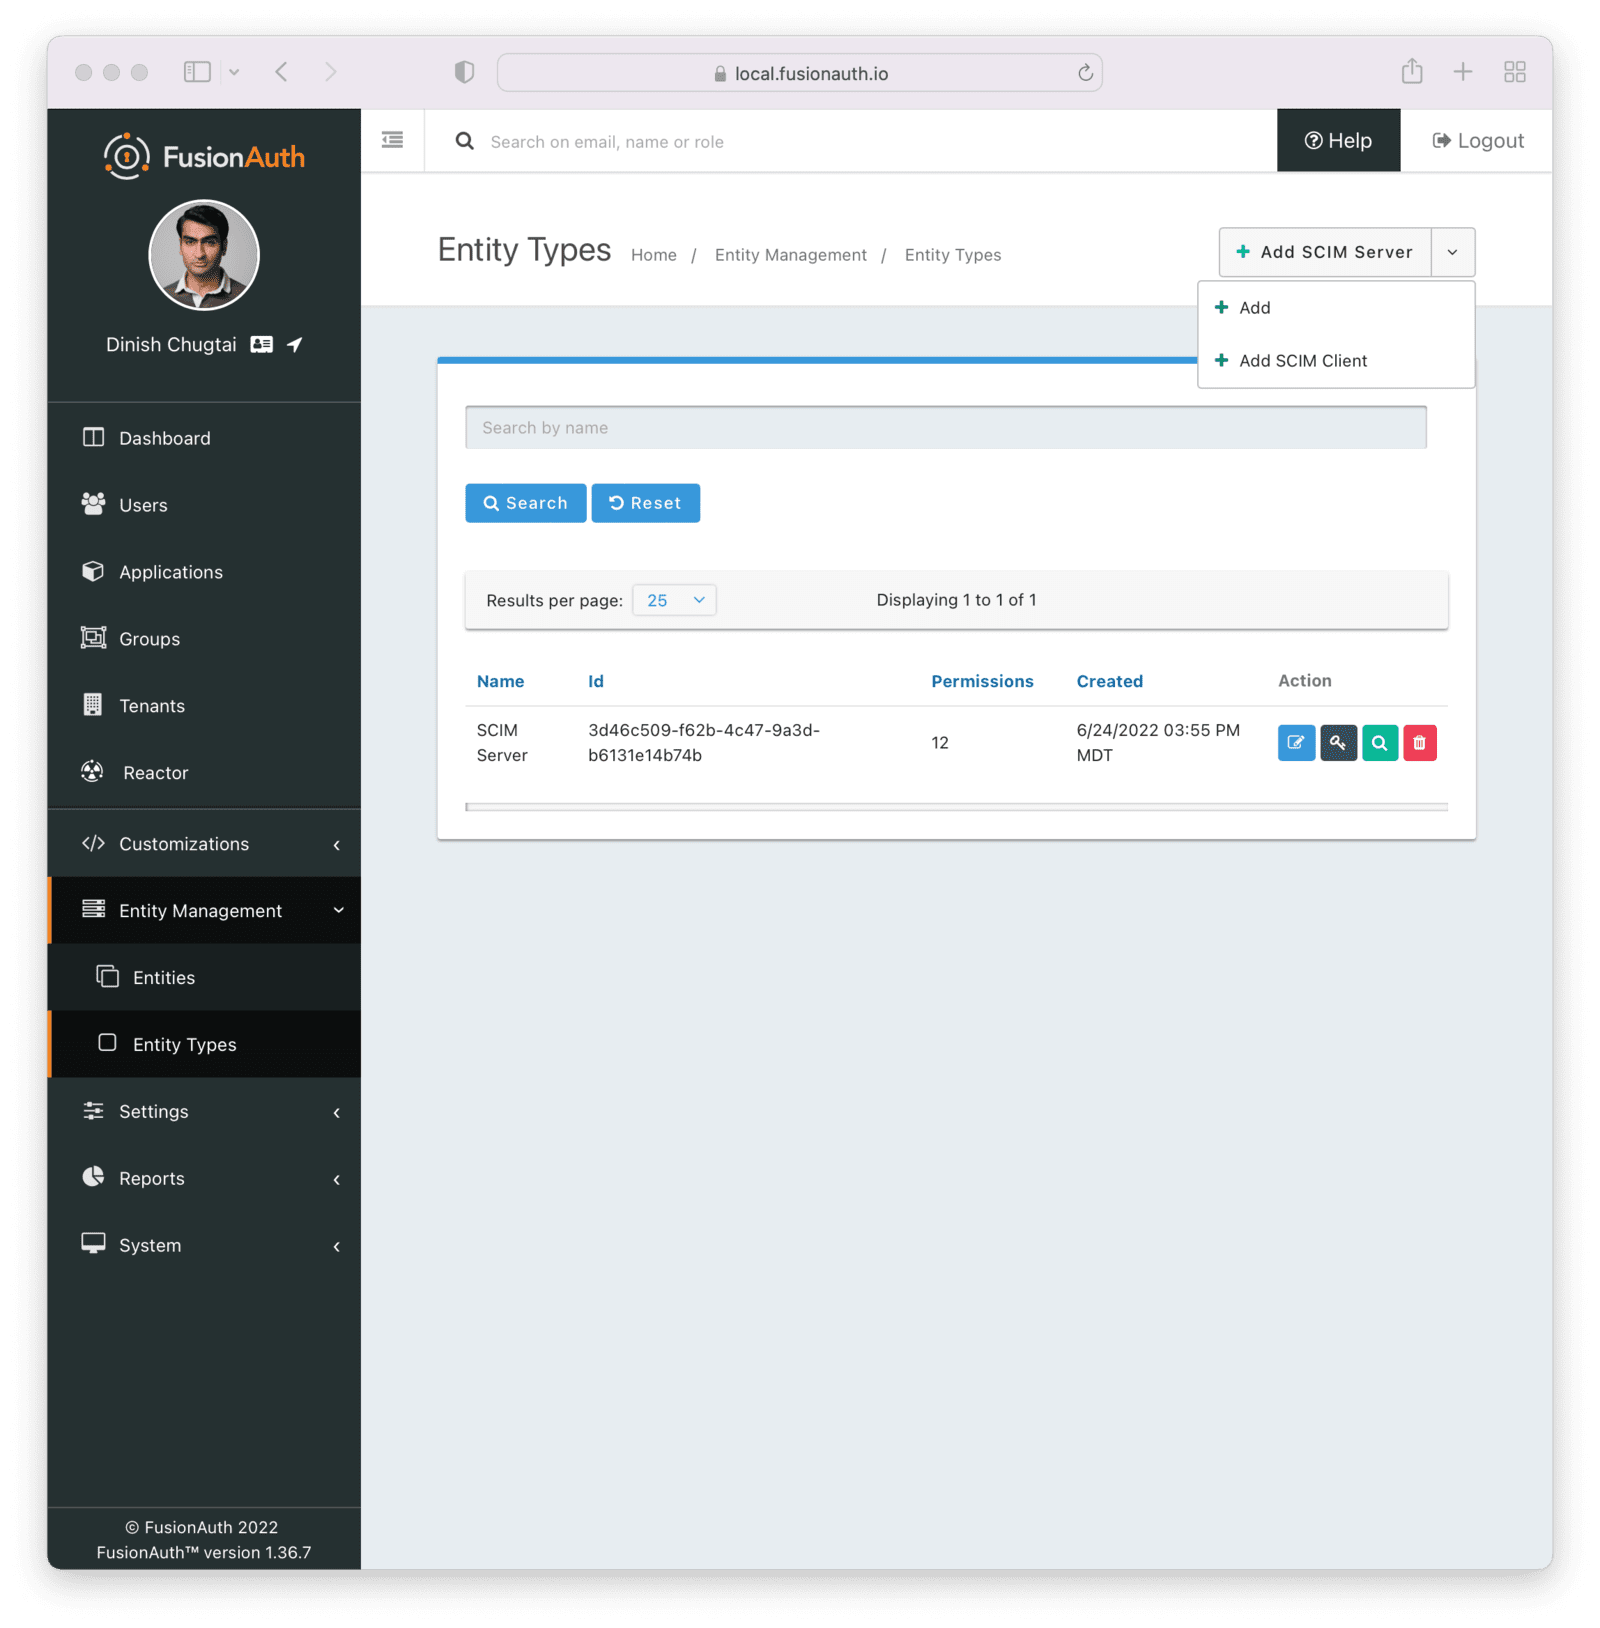 local.fusionauth.io
FusionAuth
Search on email, name or role
Help
Logout
Dinish Chugtai
Dashboard
Users
Applications
Groups
Tenants
Reactor
Customizations
Entity Management
Entities
Entity Types
Settings
Reports
System
© FusionAuth 2022
FusionAuth™ version 1.36.7
Entity Types Home / Entity Management / Entity Types
Add SCIM Server
Add
Add SCIM Client
Search by name
Search Reset
Results per page: 25 Displaying 1 to 1 of 1
Name Id Permissions Created Action
SCIM 3d46c509-f62b-4c47-9a3d- 12 6/24/2022 03:55 PM
Server b6131e14b74b MDT